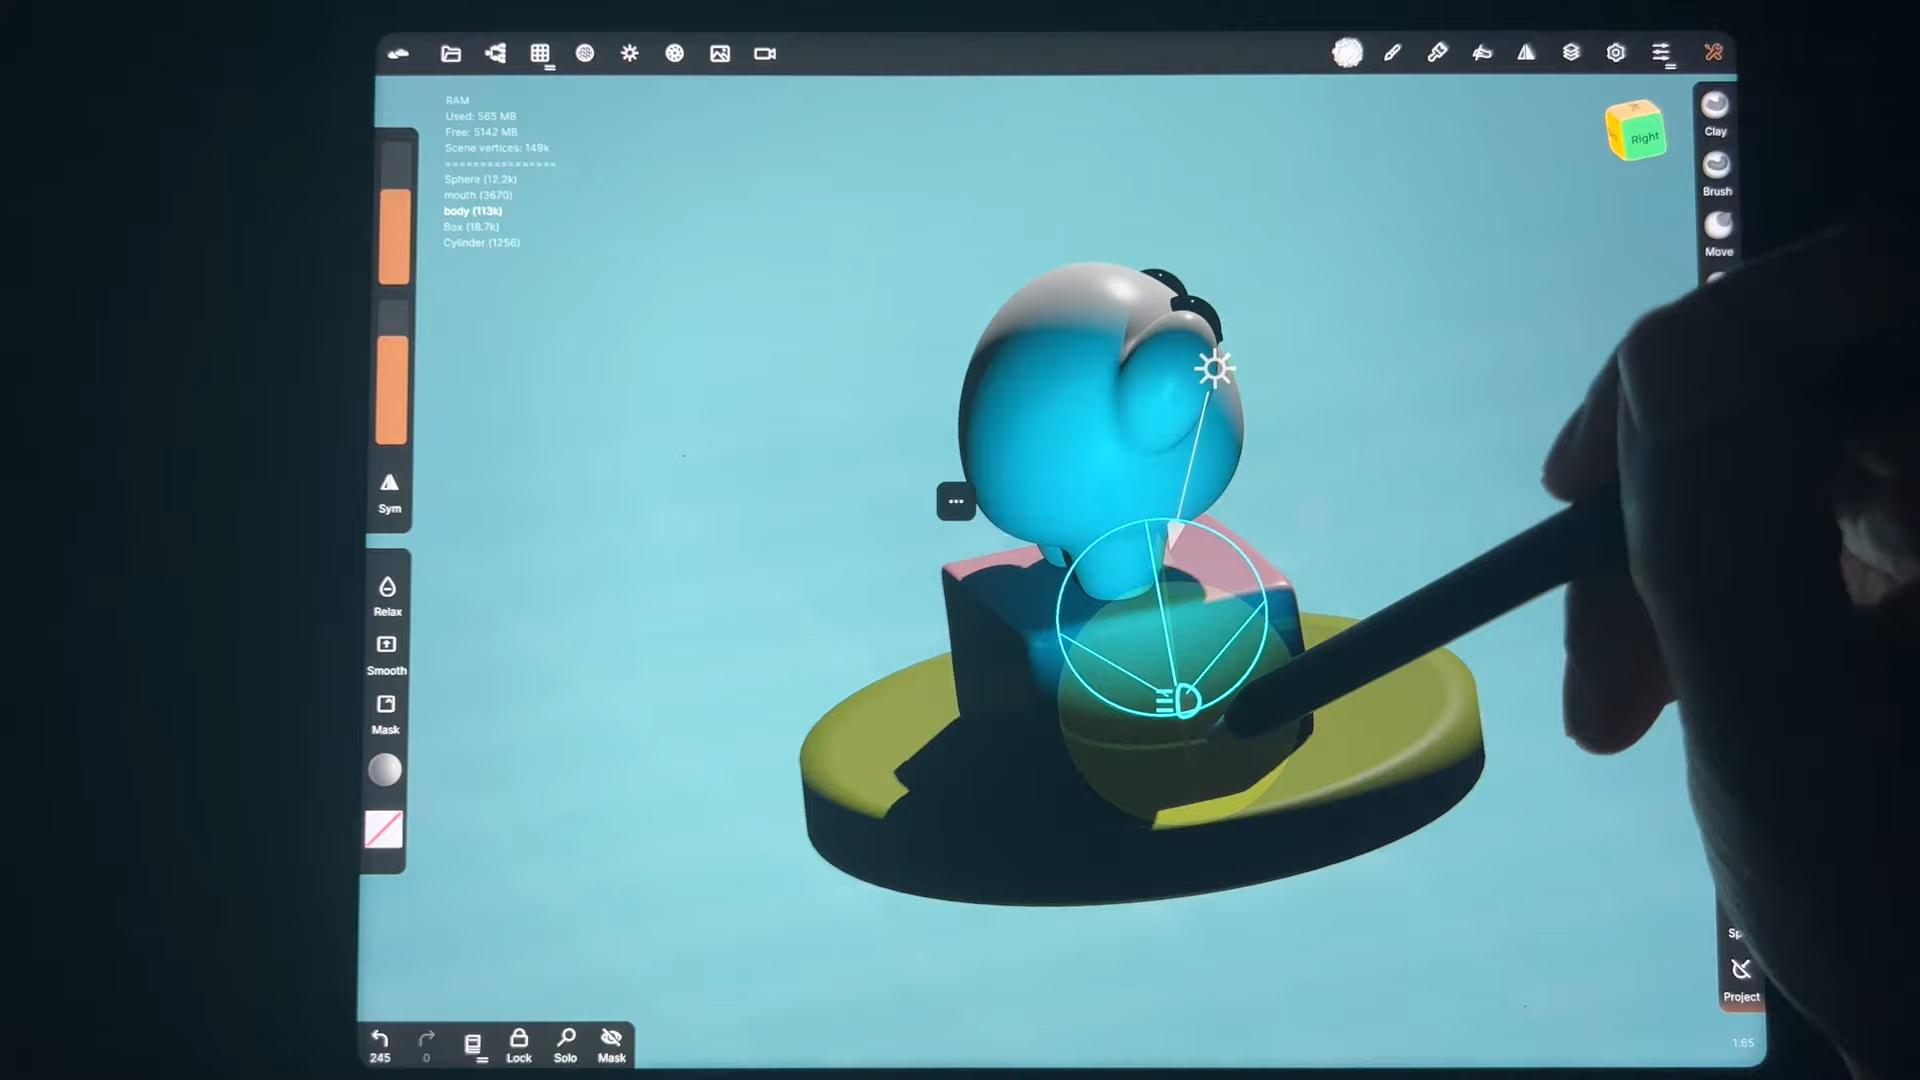 RAM
Used: 565 MB
Free: 5142 MB
Scene vertices: 149k
================
Sphere (12.2k)
mouth (3670)
body (113k)
Box (18.7k)
Cylinder (1256)
Right
Clay
Brush
Move
Sym
Relax
Smooth
Mask
Project
1.65
245
0
Lock
Solo
Mask